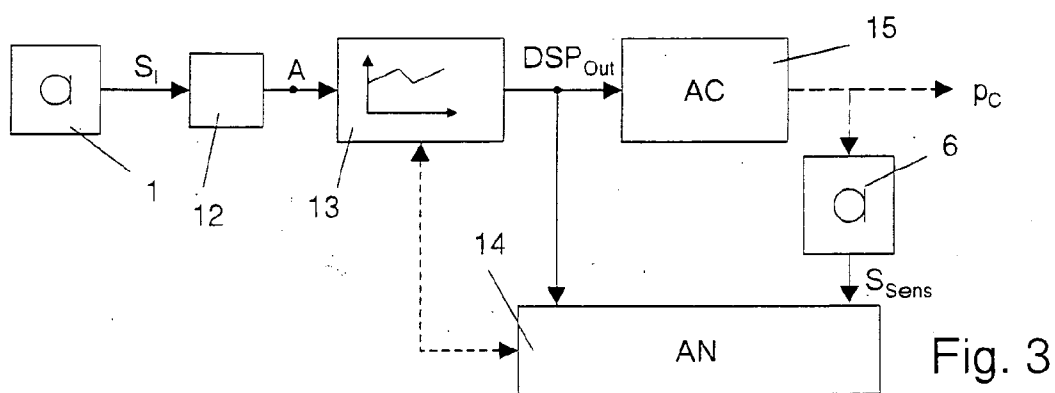 S_I
A
DSP_Out
AC
15
p_C
1
12
13
6
14
S_Sens
AN
Fig. 3